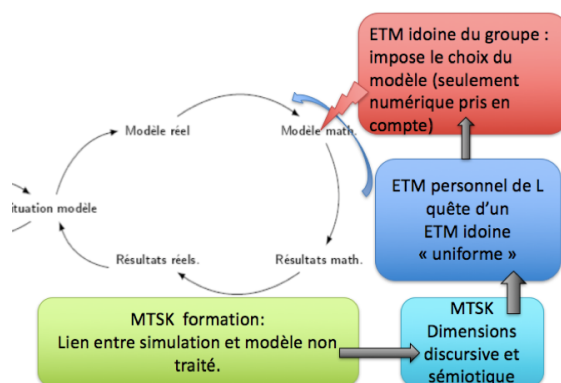 ETM idoine du groupe :
impose le choix du
modèle (seulement
numérique pris en
compte)
Modèle réel
Modèle math.
ETM personnel de L
quête d'un
ETM idoine
« uniforme »
ituation modèle
Résultats réels.
Résultats math.
MTSK formation:
Lien entre simulation et modèle non
traité.
MTSK
Dimensions
discursive et
sémiotique